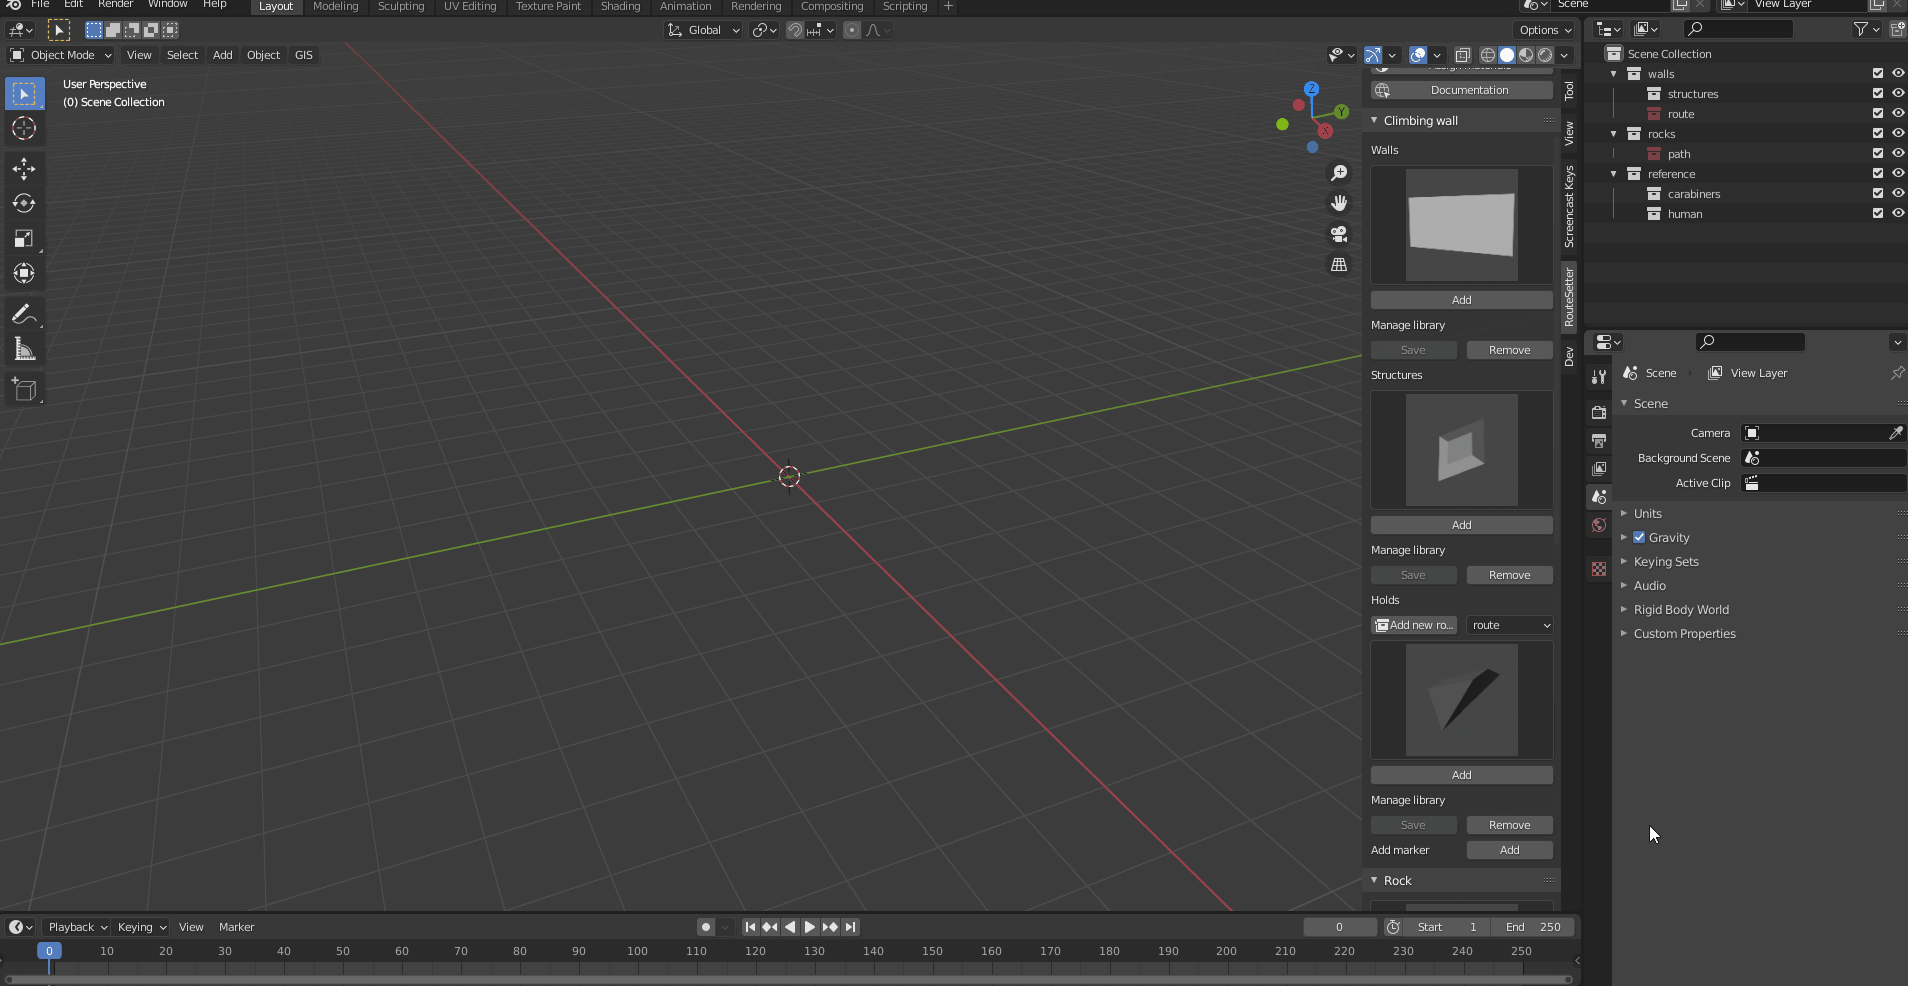 File Edit Render Window Help Layout Modeling Sculpting UV Editing Texture Paint Shading Animation Rendering Compositing Scripting + Scene View Layer
Global Options
Object Mode View Select Add Object GIS
User Perspective
(0) Scene Collection
Z
Y
X
Assign Materials
Documentation
Climbing wall
Walls
Add
Manage library
Save Remove
Structures
Add
Manage library
Save Remove
Holds
Add new ro... route
Add
Manage library
Save Remove
Add marker Add
Rock
Tool
View
Screencast Keys
RouteSetter
Dev
Scene Collection
walls
structures
route
rocks
path
reference
carabiners
human
Scene View Layer
Scene
Camera
Background Scene
Active Clip
Units
Gravity
Keying Sets
Audio
Rigid Body World
Custom Properties
Playback Keying View Marker 0 Start 1 End 250
0 10 20 30 40 50 60 70 80 90 100 110 120 130 140 150 160 170 180 190 200 210 220 230 240 250